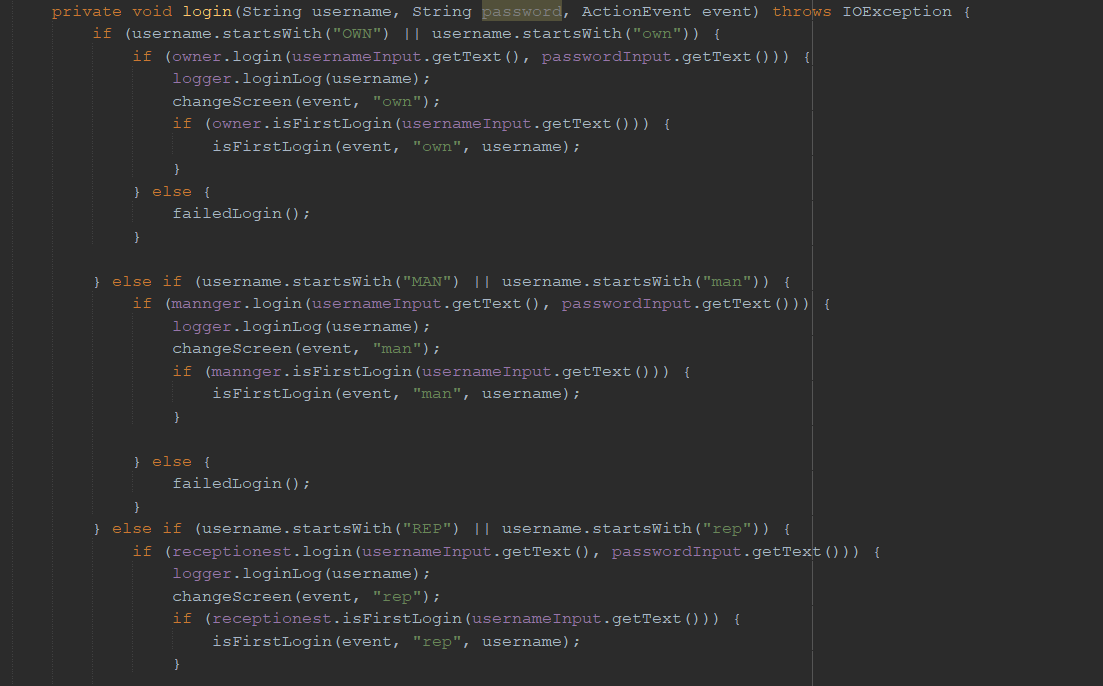 private void login(String username, String password, ActionEvent event) throws IOException {
if (username.startsWith("OWN") || username.startsWith("own")) {
if (owner.login(usernameInput.getText(), passwordInput.getText())) {
logger.loginLog(username);
changeScreen(event, "own");
if (owner.isFirstLogin(usernameInput.getText())) {
isFirstLogin(event, "own", username);
}
} else {
failedLogin();
}
} else if (username.startsWith("MAN") || username.startsWith("man")) {
if (mannger.login(usernameInput.getText(), passwordInput.getText())) {
logger.loginLog(username);
changeScreen(event, "man");
if (mannger.isFirstLogin(usernameInput.getText())) {
isFirstLogin(event, "man", username);
}
} else {
failedLogin();
}
} else if (username.startsWith("REP") || username.startsWith("rep")) {
if (receptionest.login(usernameInput.getText(), passwordInput.getText())) {
logger.loginLog(username);
changeScreen(event, "rep");
if (receptionest.isFirstLogin(usernameInput.getText())) {
isFirstLogin(event, "rep", username);
}